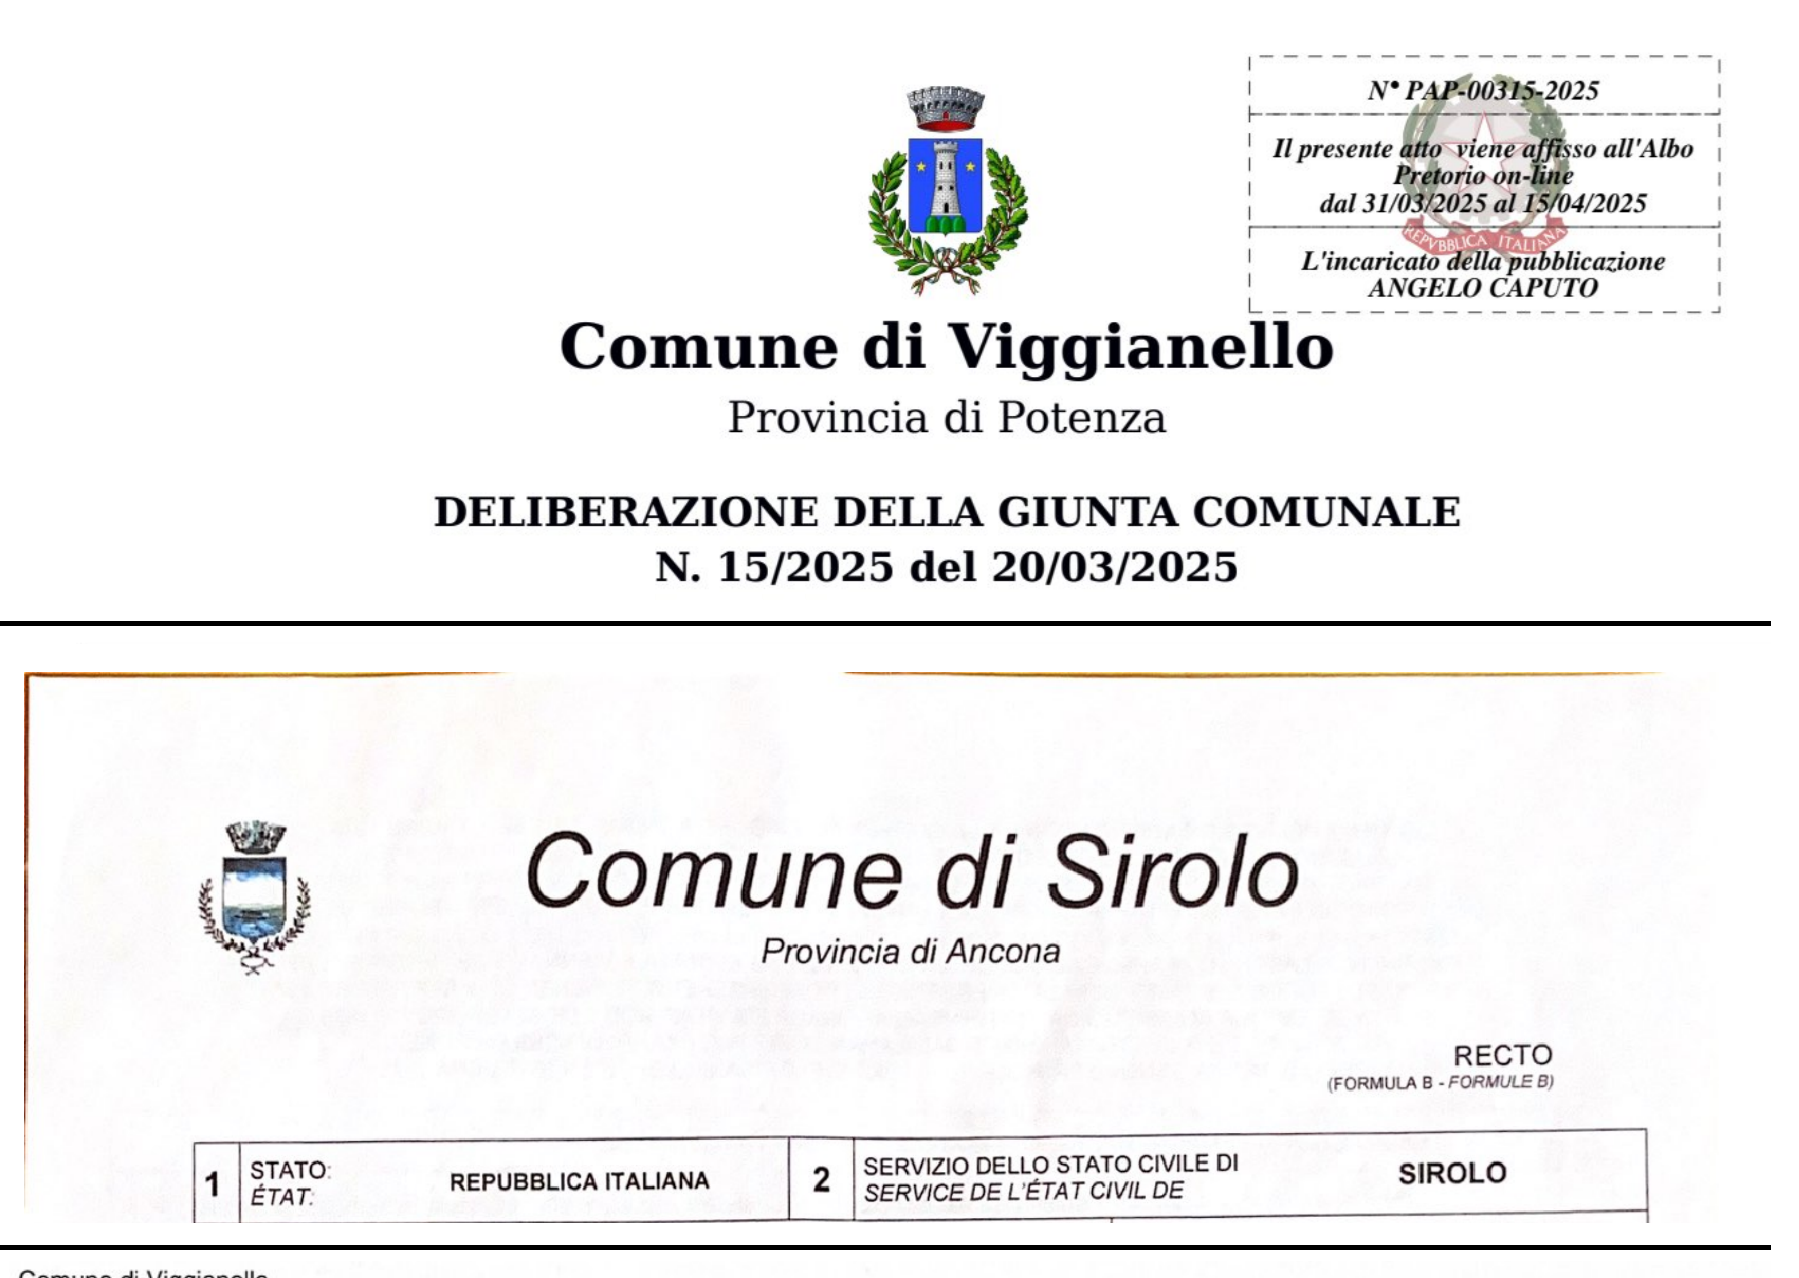 N° PAP-00315-2025
Il presente atto viene affisso all'Albo
Pretorio on-line
dal 31/03/2025 al 15/04/2025
REPVBBLICA ITALIANA
L'incaricato della pubblicazione
ANGELO CAPUTO
Comune di Viggianello
Provincia di Potenza
DELIBERAZIONE DELLA GIUNTA COMUNALE
N. 15/2025 del 20/03/2025
Comune di Sirolo
Provincia di Ancona
RECTO
(FORMULA B - FORMULE B)
1 STATO: REPUBBLICA ITALIANA 2 SERVIZIO DELLO STATO CIVILE DI SIROLO
ÉTAT: SERVICE DE L'ÉTAT CIVIL DE
Comune di Viggianello